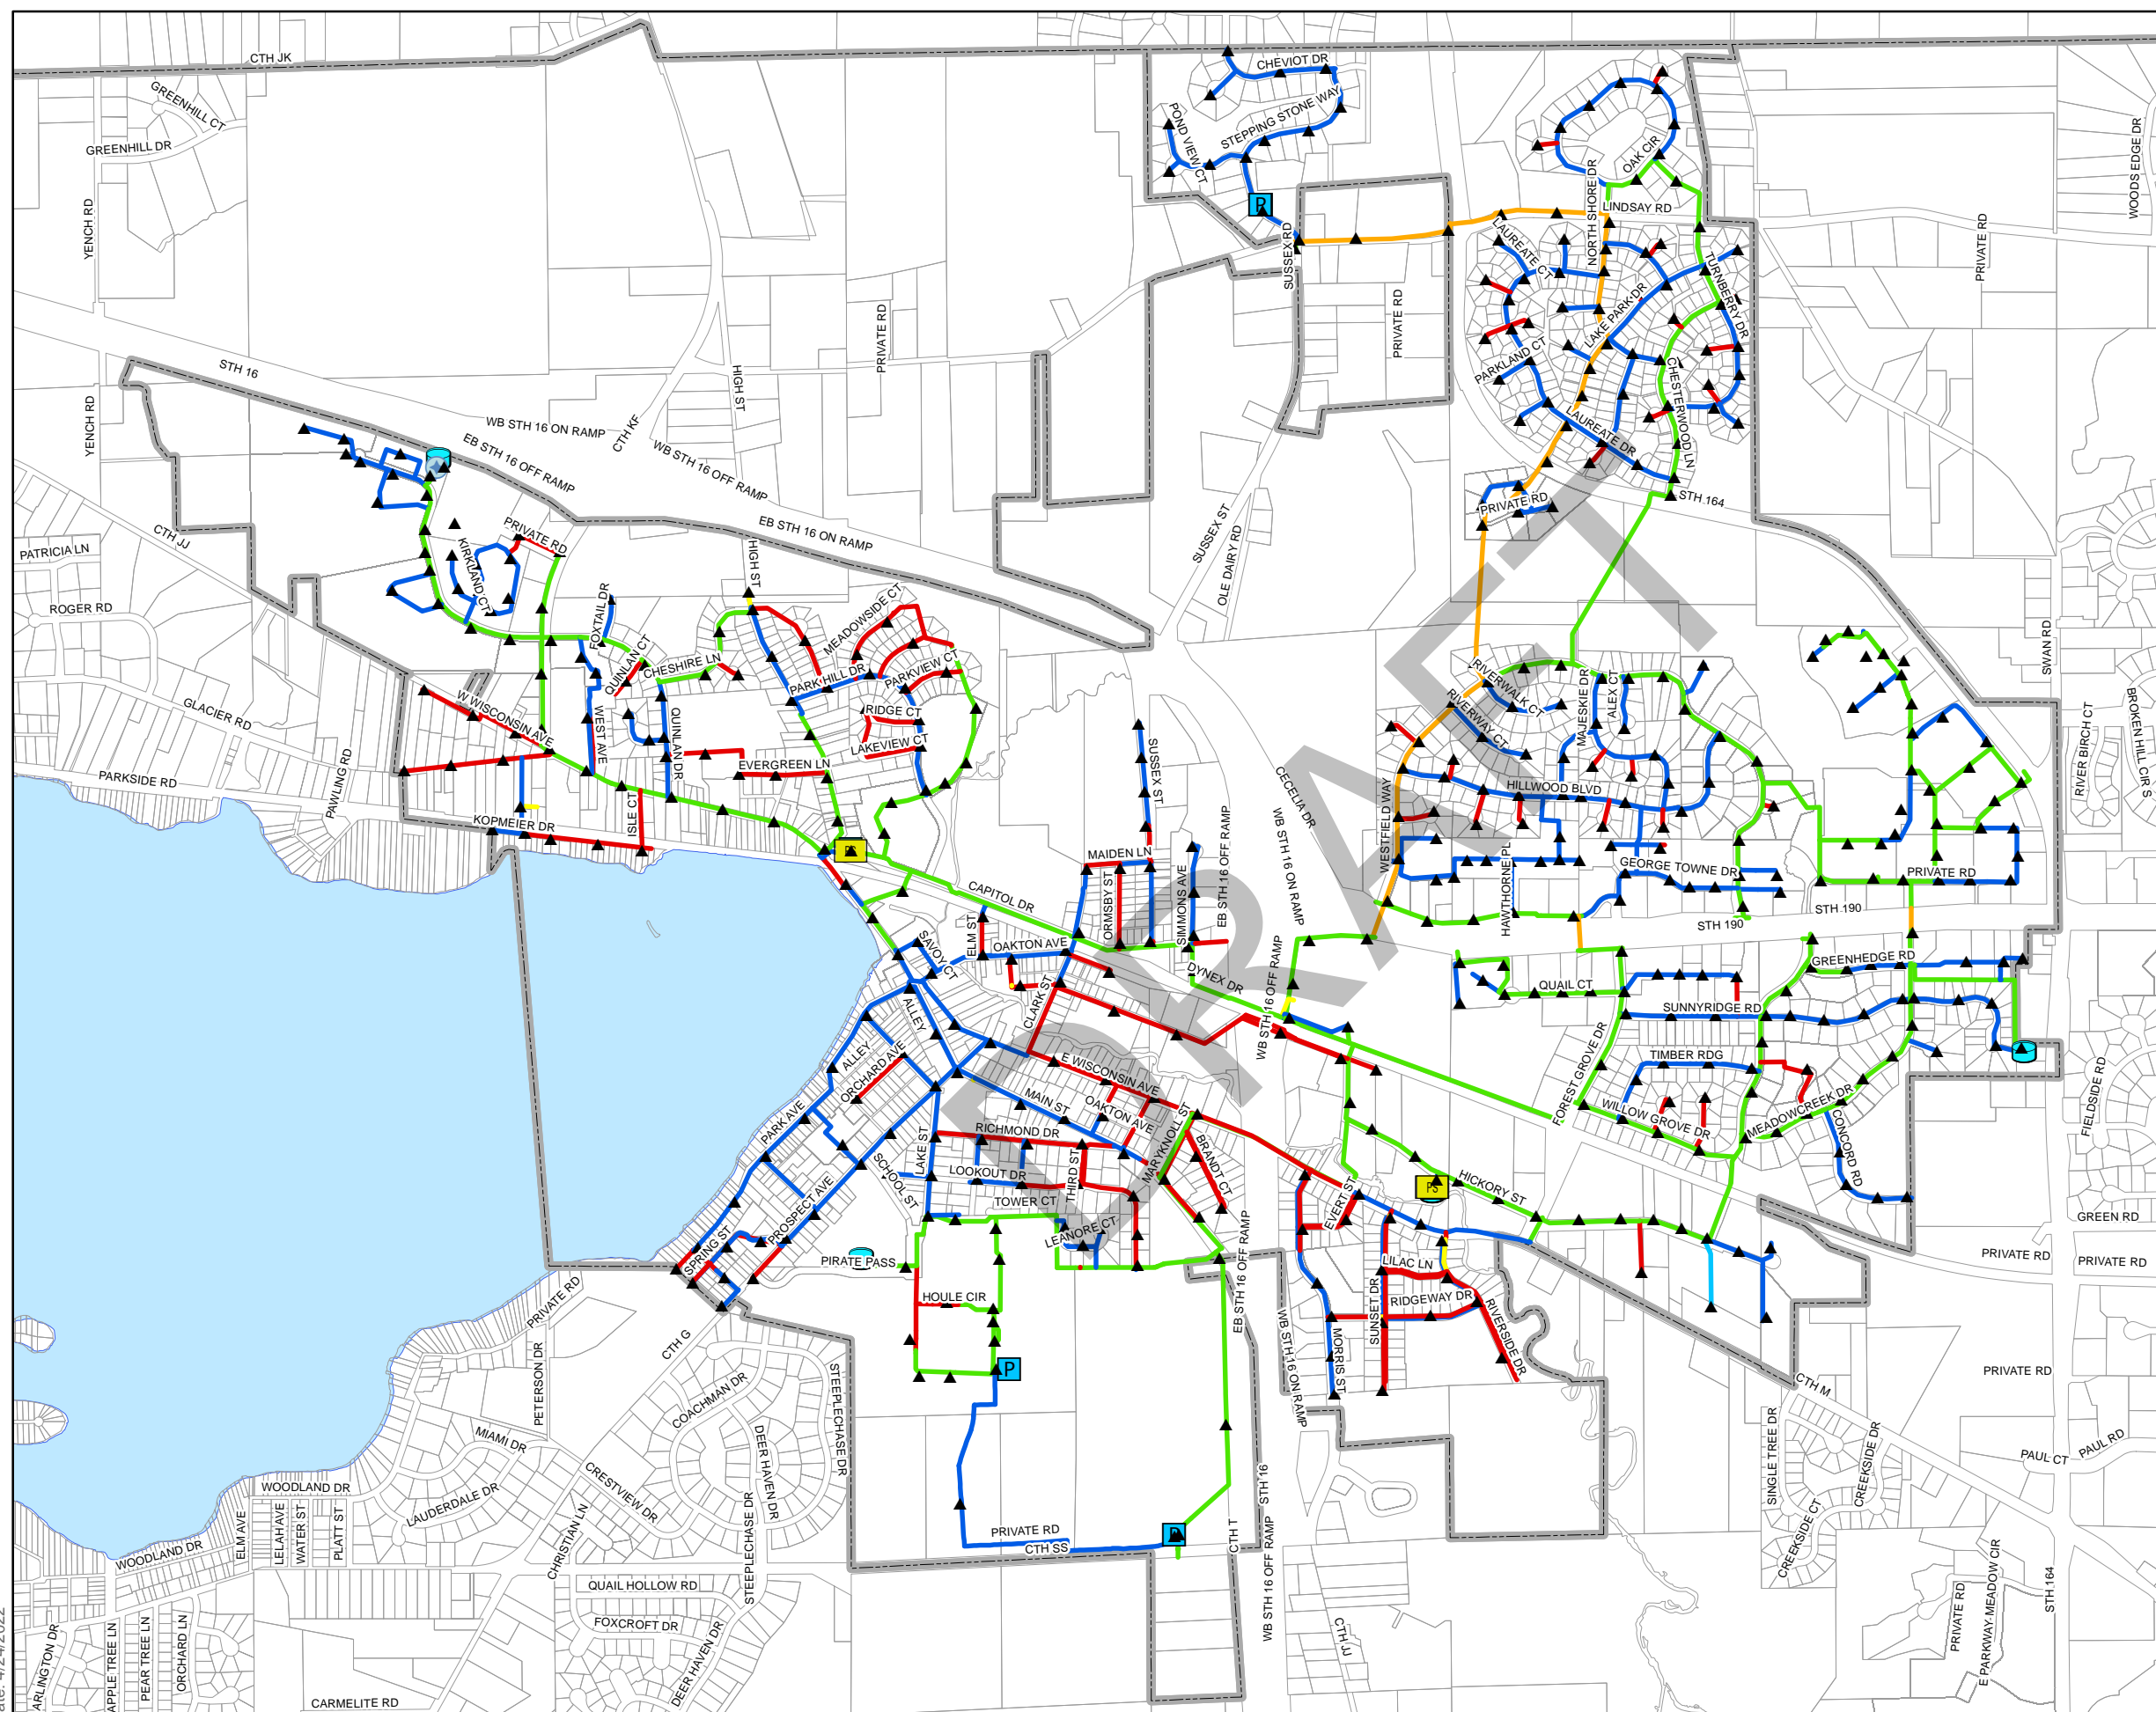 CTH JK
GREENHILL CT
GREENHILL DR
YENCH RD
CHEVIOT DR
STEPPING STONE WAY
POND VIEW CT
P
SUSSEX RD
OAK CIR
NORTH SHORE DR
LINDSAY RD
WOODS EDGE DR
PRIVATE RD
LAUREATE CT
LAKE PARK DR
TURNBERRY DR
PARKLAND CT
CHESTERWOOD LN
LAUREATE DR
PRIVATE RD
PRIVATE RD
STH 16
YENCH RD
HIGH ST
WB STH 16 ON RAMP
CTH KF
EB STH 16 OFF RAMP
WB STH 16 OFF RAMP
EB STH 16 ON RAMP
SUSSEX ST
OLE DAIRY RD
PRIVATE RD
STH 164
CTH JJ
PATRICIA LN
ROGER RD
GLACIER RD
PRIVATE RD
KIRKLAND CT
FOXTAIL DR
QUINLAN CT
CHESHIRE LN
HIGH ST
MEADOWSIDE CT
PARK HILL DR
PARKVIEW CT
RIDGE CT
LAKEVIEW CT
W WISCONSIN AVE
WEST AVE
QUINLAN DR
EVERGREEN LN
PARKSIDE RD
PAWLING RD
KOPMEIER DR
ISLE CT
PS
SUSSEX ST
CECELIA DR
RIVERWALK CT
RIVERWAY CT
MAJESKIE DR
ALEX CT
HILLWOOD BLVD
WESTFIELD WAY
SWAN RD
BROKEN HILL CIR S
RIVER BIRCH CT
MAIDEN LN
ORMSBY ST
SIMMONS AVE
EB STH 16 OFF RAMP
WB STH 16 ON RAMP
HAWTHORNE PL
GEORGE TOWNE DR
PRIVATE RD
STH 190
STH 190
CAPITOL DR
ELM ST
OAKTON AVE
SAVOY CT
DYNEX DR
WB STH 16 OFF RAMP
GREENHEDGE RD
QUAIL CT
SUNNYRIDGE RD
CLARK ST
ALLEY
ALLEY
ORCHARD AVE
E WISCONSIN AVE
MAIN ST
OAKTON AVE
FOREST GROVE DR
TIMBER RDG
WILLOW GROVE DR
MEADOWCREEK DR
CONCORD RD
FIELDSIDE RD
PARK AVE
RICHMOND DR
LAKE ST
LOOKOUT DR
THIRD ST
MARYKNOLL ST
BRANDT CT
SCHOOL ST
TOWER CT
LEANORE CT
EVERT ST
PS
HICKORY ST
GREEN RD
PRIVATE RD
PRIVATE RD
PROSPECT AVE
SPRING ST
PIRATE PASS
HOULE CIR
EB STH 16 OFF RAMP
WB STH 16 ON RAMP
LILAC LN
RIDGEWAY DR
SUNSET DR
MORRIS ST
RIVERSIDE DR
PRIVATE RD
CTH M
P
PRIVATE RD
PETERSON DR
CTH G
COACHMAN DR
STEEPLECHASE DR
DEER HAVEN DR
MIAMI DR
CRESTVIEW DR
WOODLAND DR
LAUDERDALE DR
ELM AVE
LELAH AVE
WATER ST
PLATT ST
WOODLAND DR
CHRISTIAN LN
STEEPLECHASE DR
PRIVATE RD
CTH SS
CTH T
STH 16
WB STH 16 OFF RAMP
WB STH 16 ON RAMP
CTH JJ
SINGLE TREE DR
CREEKSIDE DR
CREEKSIDE CT
PAUL CT
PAUL RD
STH 164
PRIVATE RD
E PARKWAY MEADOW CIR
QUAIL HOLLOW RD
FOXCROFT DR
DEER HAVEN DR
CARMELITE RD
ARLINGTON DR
APPLE TREE LN
PEAR TREE LN
ORCHARD LN
DRAFT